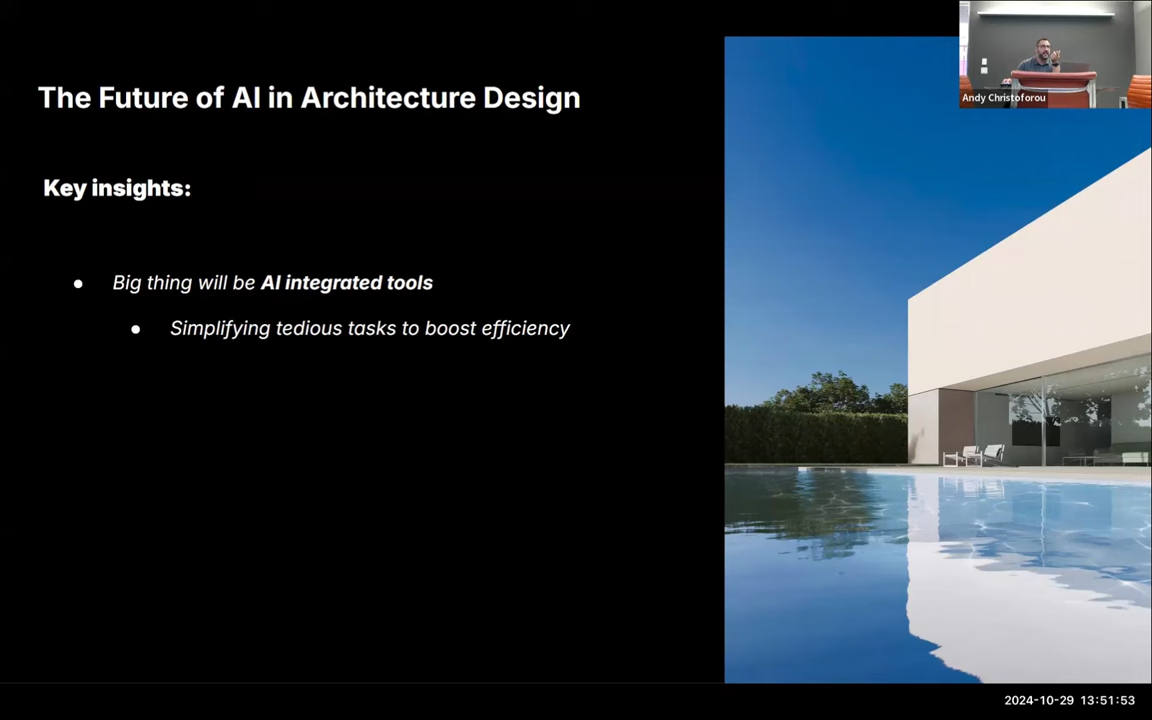 The Future of AI in Architecture Design
Andy Christoforou
Key insights:
● Big thing will be AI integrated tools
● Simplifying tedious tasks to boost efficiency
2024-10-29 13:51:53